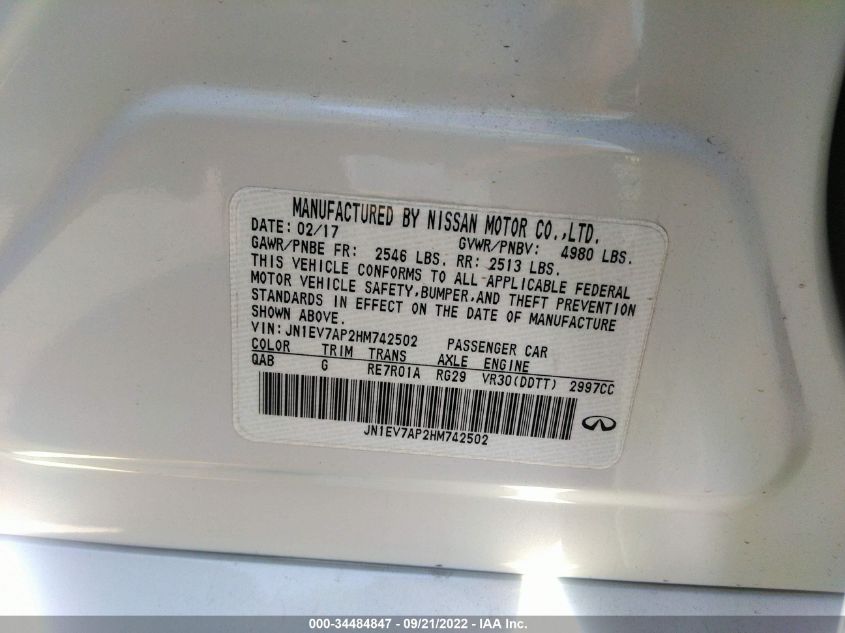 MANUFACTURED BY NISSAN MOTOR CO.,LTD.
DATE: 02/17 GVWR/PNBV: 4980 LBS.
GAWR/PNBE FR: 2546 LBS. RR: 2513 LBS.
THIS VEHICLE CONFORMS TO ALL APPLICABLE FEDERAL
MOTOR VEHICLE SAFETY,BUMPER,AND THEFT PREVENTION
STANDARDS IN EFFECT ON THE DATE OF MANUFACTURE
SHOWN ABOVE.
VIN:JN1EV7AP2HM742502 PASSENGER CAR
COLOR TRIM TRANS AXLE ENGINE
QAB G RE7R01A RG29 VR30(DDTT) 2997CC
JN1EV7AP2HM742502
000-34484847 / 09/21/2022 - IAA Inc.